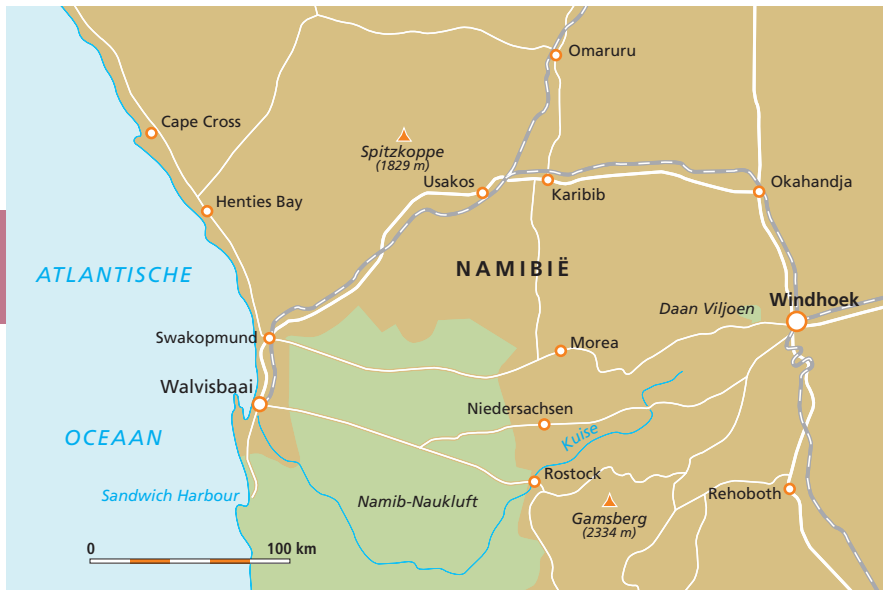 Omaruru
Cape Cross
Spitzkoppe
(1829 m)
Usakos
Karibib
Okahandja
Henties Bay
ATLANTISCHE
NAMIBIË
Daan Viljoen
Windhoek
Swakopmund
Morea
Walvisbaai
Niedersachsen
OCEAAN
Kuise
Rostock
Sandwich Harbour
Namib-Naukluft
Rehoboth
Gamsberg
(2334 m)
0 100 km